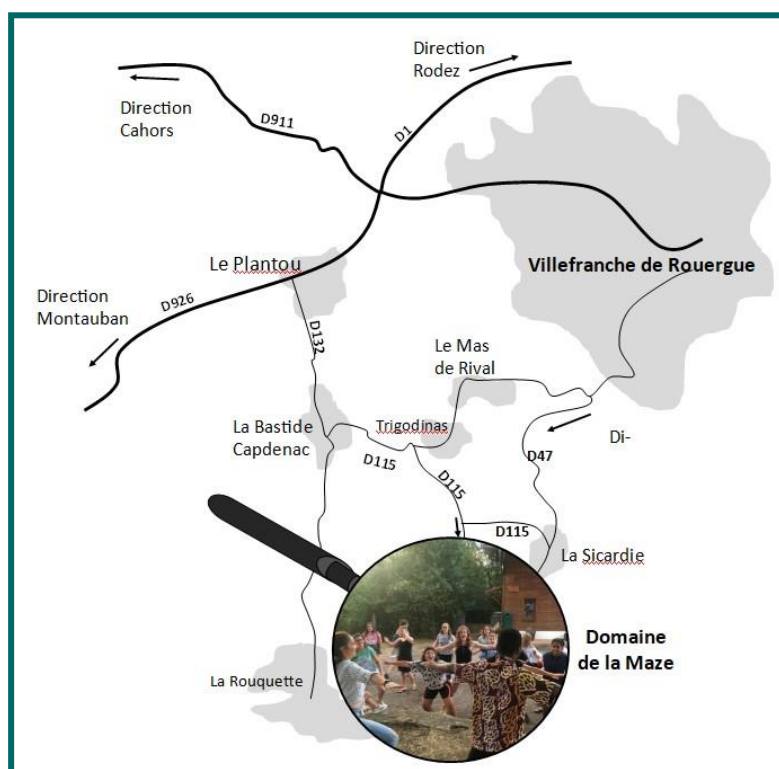 Direction
Rodez
Direction
Cahors
D911
D1
Le Plantou
Villefranche de Rouergue
Direction
Montauban
D926
D132
Le Mas
de Rival
La Bastide
Capdenac
Trigodinas
Di-
D115
D115
D47
D115
La Sicardie
Domaine
de la Maze
La Rouquette